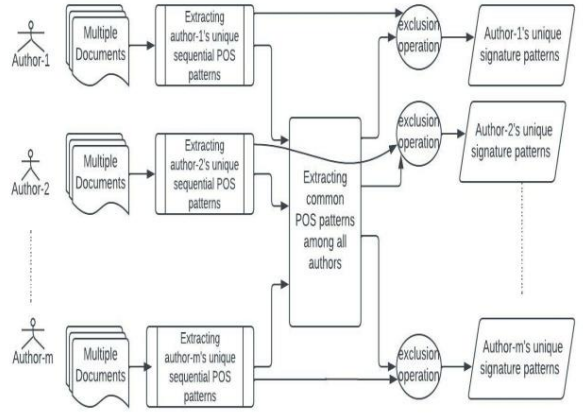 Author-1
Multiple
Documents
Extracting
author-1's unique
sequential POS
patterns
exclusion
operation
Author-1's unique
signature patterns
Author-2
Multiple
Documents
Extracting
author-2's unique
sequential POS
patterns
exclusion
operation
Author-2's unique
signature patterns
Extracting
common
POS patterns
among all
authors
Author-m
Multiple
Documents
Extracting
author-m's unique
sequential POS
patterns
exclusion
operation
Author-m's unique
signature patterns